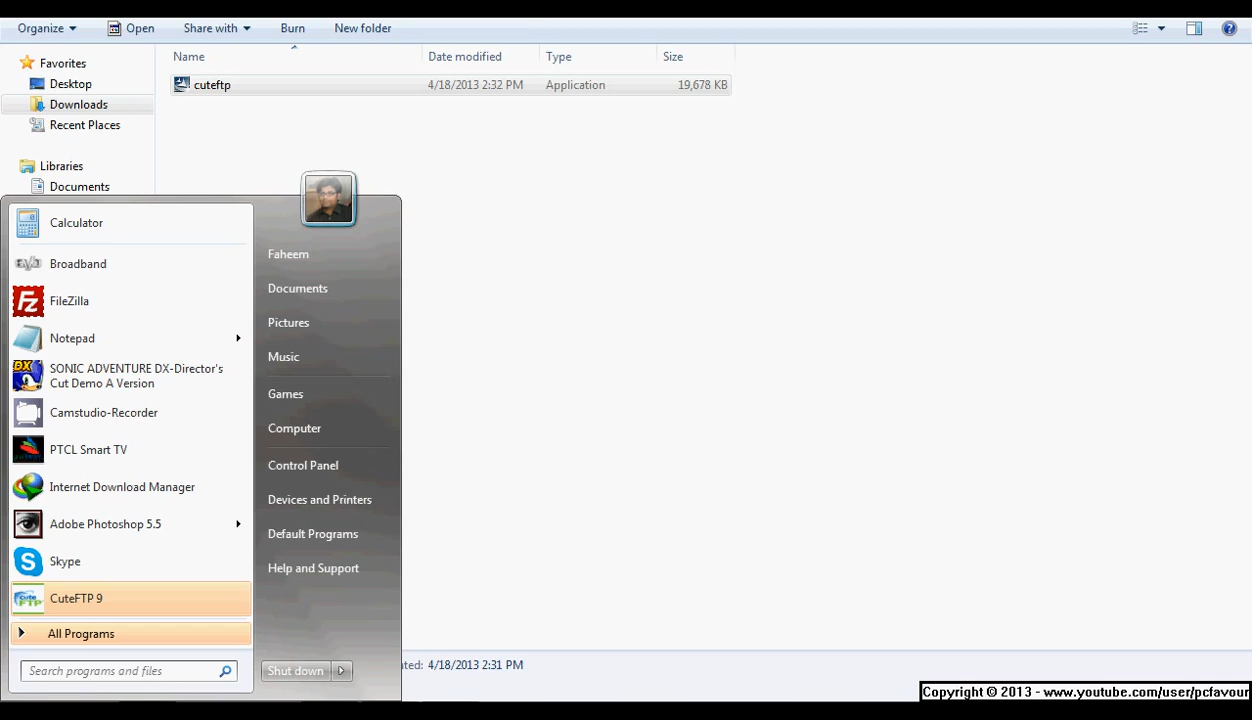 Organize
Open
Share with
Burn
New folder
Name
Date modified
Type
Size
Favorites
Desktop
Downloads
Recent Places
Libraries
Documents
cuteftp
4/18/2013 2:32 PM
Application
19,678 KB
Calculator
Broadband
FileZilla
Notepad
SONIC ADVENTURE DX-Director's
Cut Demo A Version
Camstudio-Recorder
PTCL Smart TV
Internet Download Manager
Adobe Photoshop 5.5
Skype
CuteFTP 9
All Programs
Search programs and files
Faheem
Documents
Pictures
Music
Games
Computer
Control Panel
Devices and Printers
Default Programs
Help and Support
Shut down
4/18/2013 2:31 PM
Copyright © 2013 - www.youtube.com/user/pcfavour